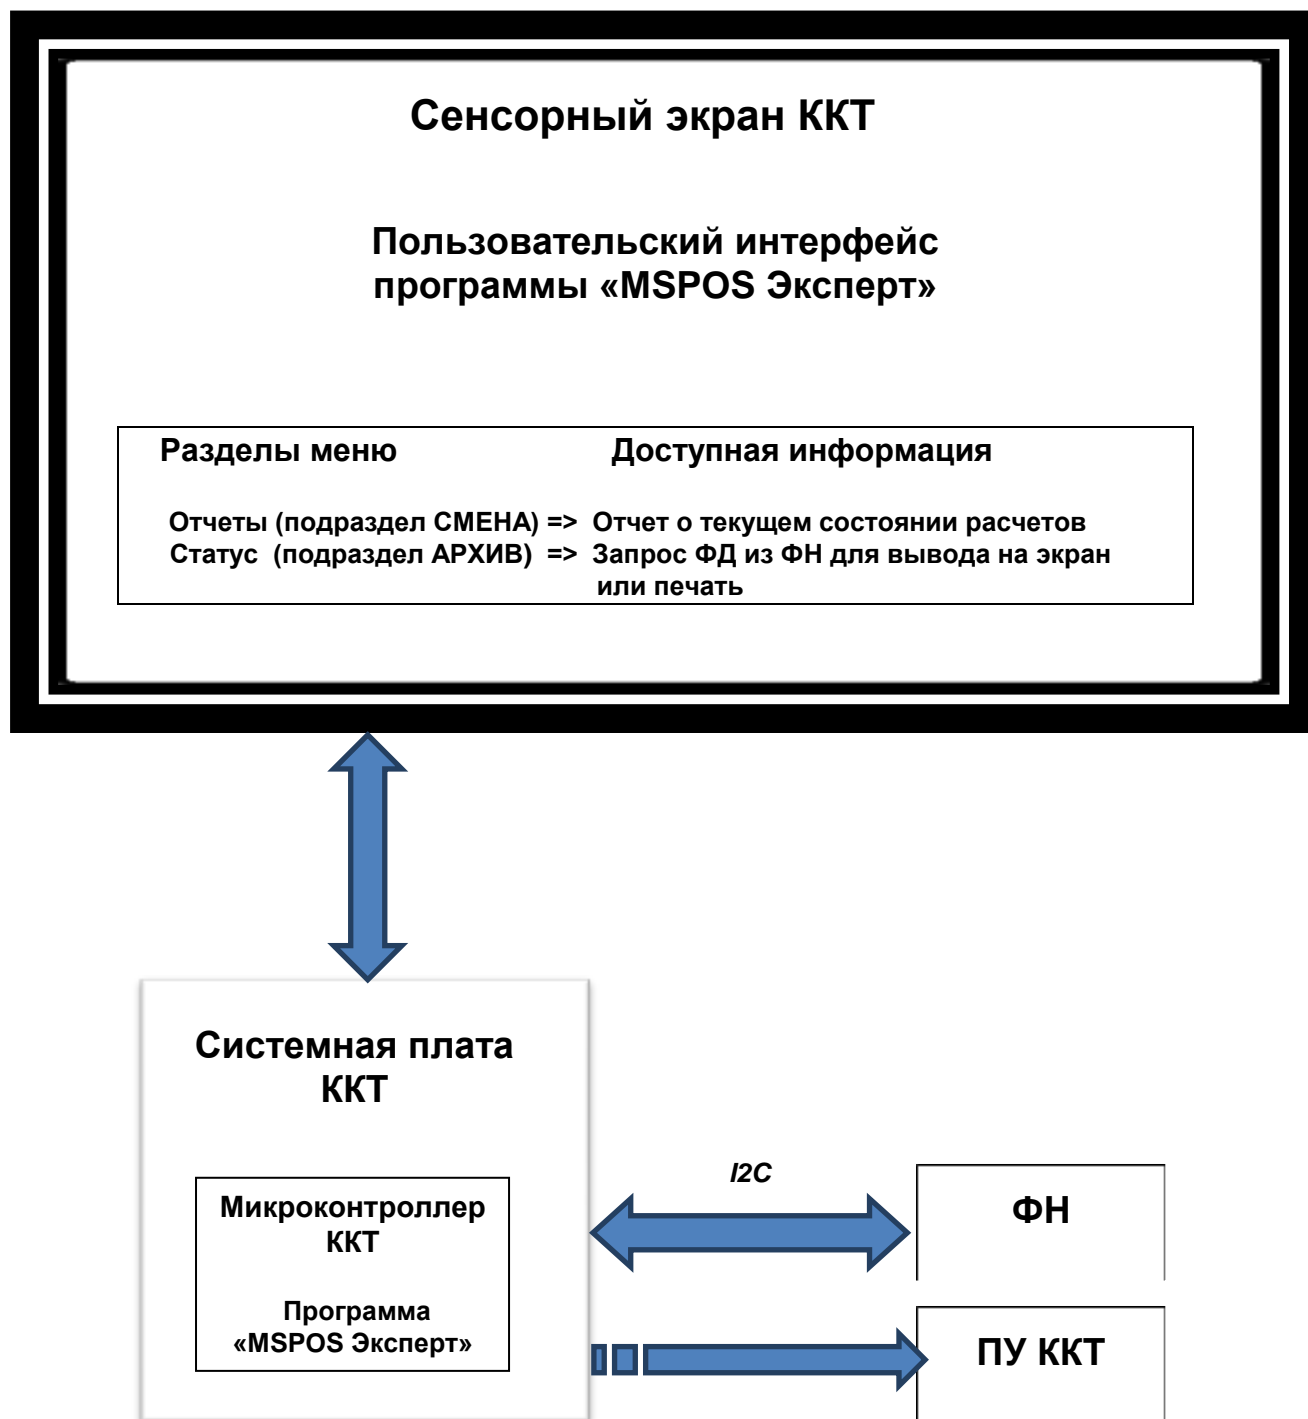 Сенсорный экран ККТ
Пользовательский интерфейс
программы «MSPOS Эксперт»
Разделы меню Доступная информация
Отчеты (подраздел СМЕНА) => Отчет о текущем состоянии расчетов
Статус (подраздел АРХИВ) => Запрос ФД из ФН для вывода на экран
или печать
Системная плата
ККТ
I2C
Микроконтроллер
ККТ
ФН
Программа
«MSPOS Эксперт»
ПУ ККТ